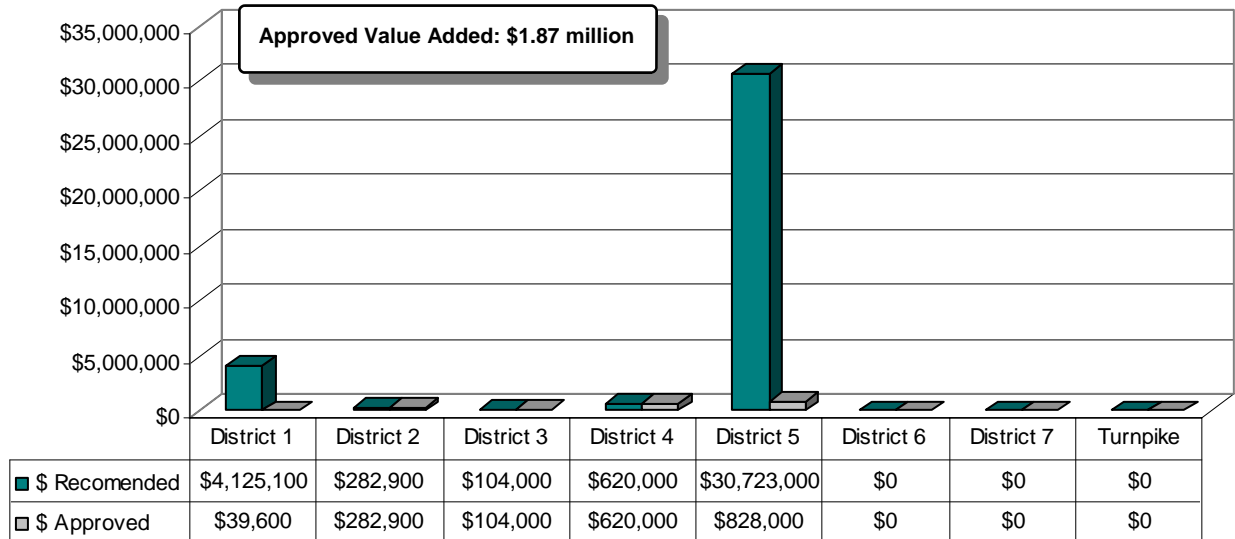 Approved Value Added: $1.87 million
$35,000,000
$30,000,000
$25,000,000
$20,000,000
$15,000,000
$10,000,000
$5,000,000
$0
District 1 District 2 District 3 District 4 District 5 District 6 District 7 Turnpike
$ Recomended $4,125,100 $282,900 $104,000 $620,000 $30,723,000 $0 $0 $0
$ Approved $39,600 $282,900 $104,000 $620,000 $828,000 $0 $0 $0